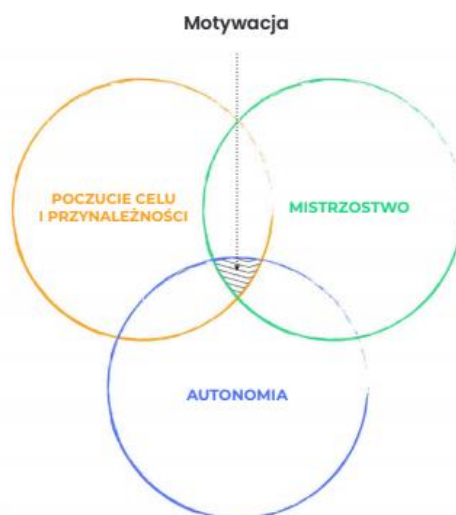 Motywacja
POCZUCIE CELU
I PRZYNALEŻNOŚCI
MISTRZOSTWO
AUTONOMIA